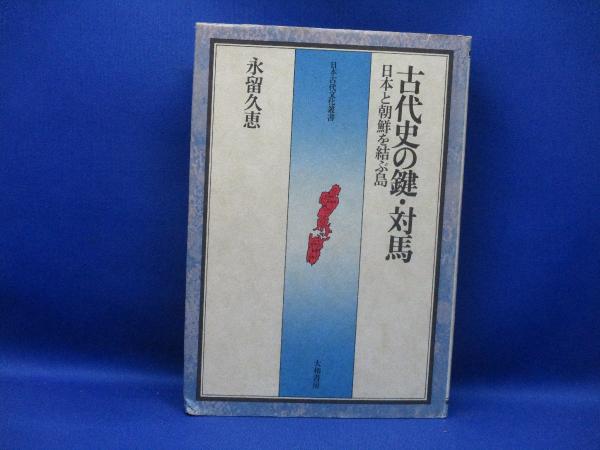 古代史の鍵・対馬
日本と朝鮮を結ぶ島
日本古代文化叢書
永留久恵
大和書房